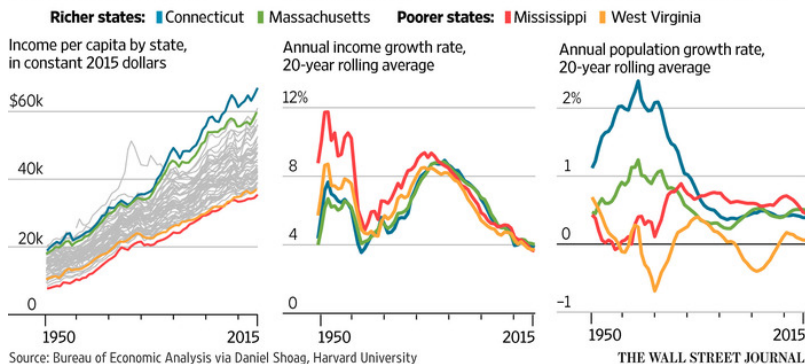 Richer states: Connecticut Massachusetts Poorer states: Mississippi West Virginia
Income per capita by state,
in constant 2015 dollars
$60k
40k
20k
0
1950 2015
Annual income growth rate,
20-year rolling average
12%
8
4
0
1950 2015
Annual population growth rate,
20-year rolling average
2%
1
0
−1
1950 2015
Source: Bureau of Economic Analysis via Daniel Shoag, Harvard University
THE WALL STREET JOURNAL